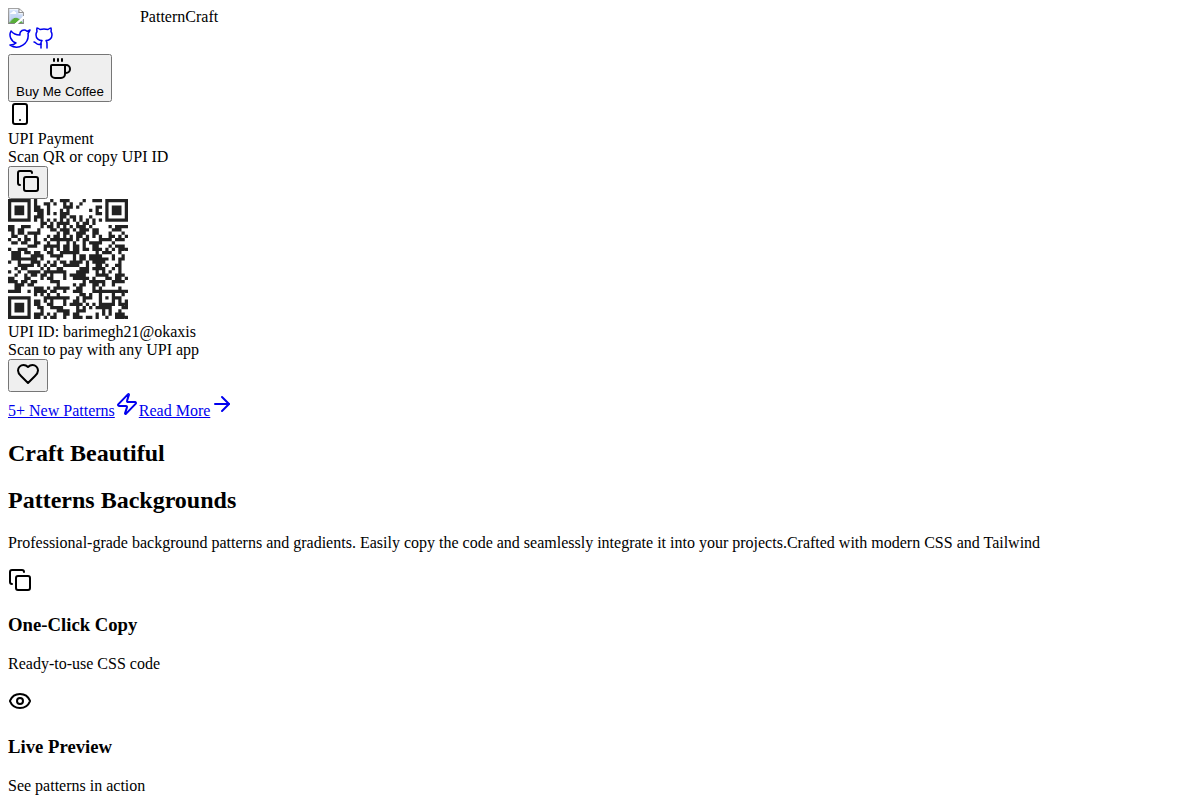 PatternCraft
Buy Me Coffee
UPI Payment
Scan QR or copy UPI ID
UPI ID: barimegh21@okaxis
Scan to pay with any UPI app
5+ New Patterns Read More
Craft Beautiful
Patterns Backgrounds
Professional-grade background patterns and gradients. Easily copy the code and seamlessly integrate it into your projects.Crafted with modern CSS and Tailwind
One-Click Copy
Ready-to-use CSS code
Live Preview
See patterns in action